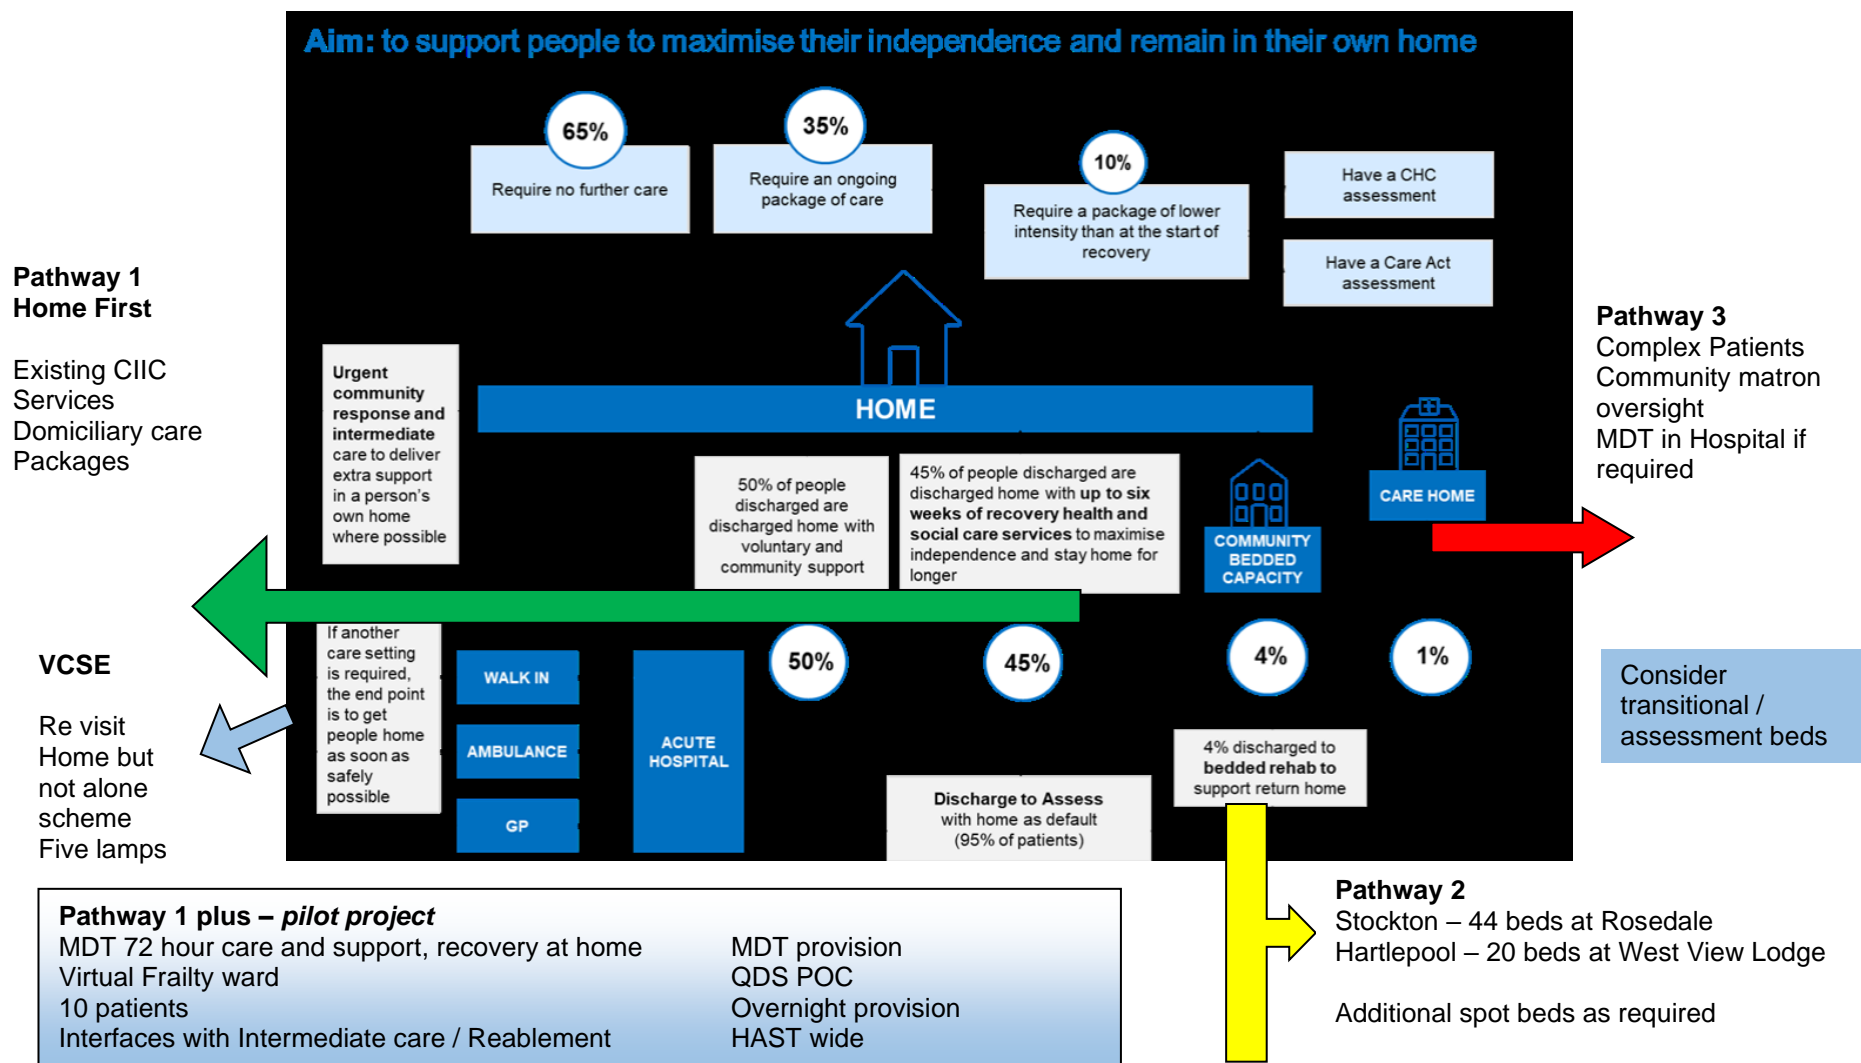 Aim: to support people to maximise their independence and remain in their own home
65%
Require no further care
35%
Require an ongoing
package of care
10%
Require a package of lower
intensity than at the start of
recovery
Have a CHC
assessment
Have a Care Act
assessment
Pathway 1
Home First
Existing CIIC
Services
Domiciliary care
Packages
Urgent
community
response and
intermediate
care to deliver
extra support
in a person's
own home
where possible
HOME
50% of people
discharged are
discharged home with
voluntary and
community support
45% of people discharged are
discharged home with up to six
weeks of recovery health and
social care services to maximise
independence and stay home for
longer
COMMUNITY
BEDDED
CAPACITY
CARE HOME
Pathway 3
Complex Patients
Community matron
oversight
MDT in Hospital if
required
VCSE
Re visit
Home but
not alone
scheme
Five lamps
If another
care setting
is required,
the end point
is to get
people home
as soon as
safely
possible
WALK IN
AMBULANCE
GP
ACUTE
HOSPITAL
50%
45%
4%
1%
Discharge to Assess
with home as default
(95% of patients)
4% discharged to
bedded rehab to
support return home
Consider
transitional /
assessment beds
Pathway 1 plus – pilot project
MDT 72 hour care and support, recovery at home
Virtual Frailty ward
10 patients
Interfaces with Intermediate care / Reablement
MDT provision
QDS POC
Overnight provision
HAST wide
Pathway 2
Stockton – 44 beds at Rosedale
Hartlepool – 20 beds at West View Lodge
Additional spot beds as required